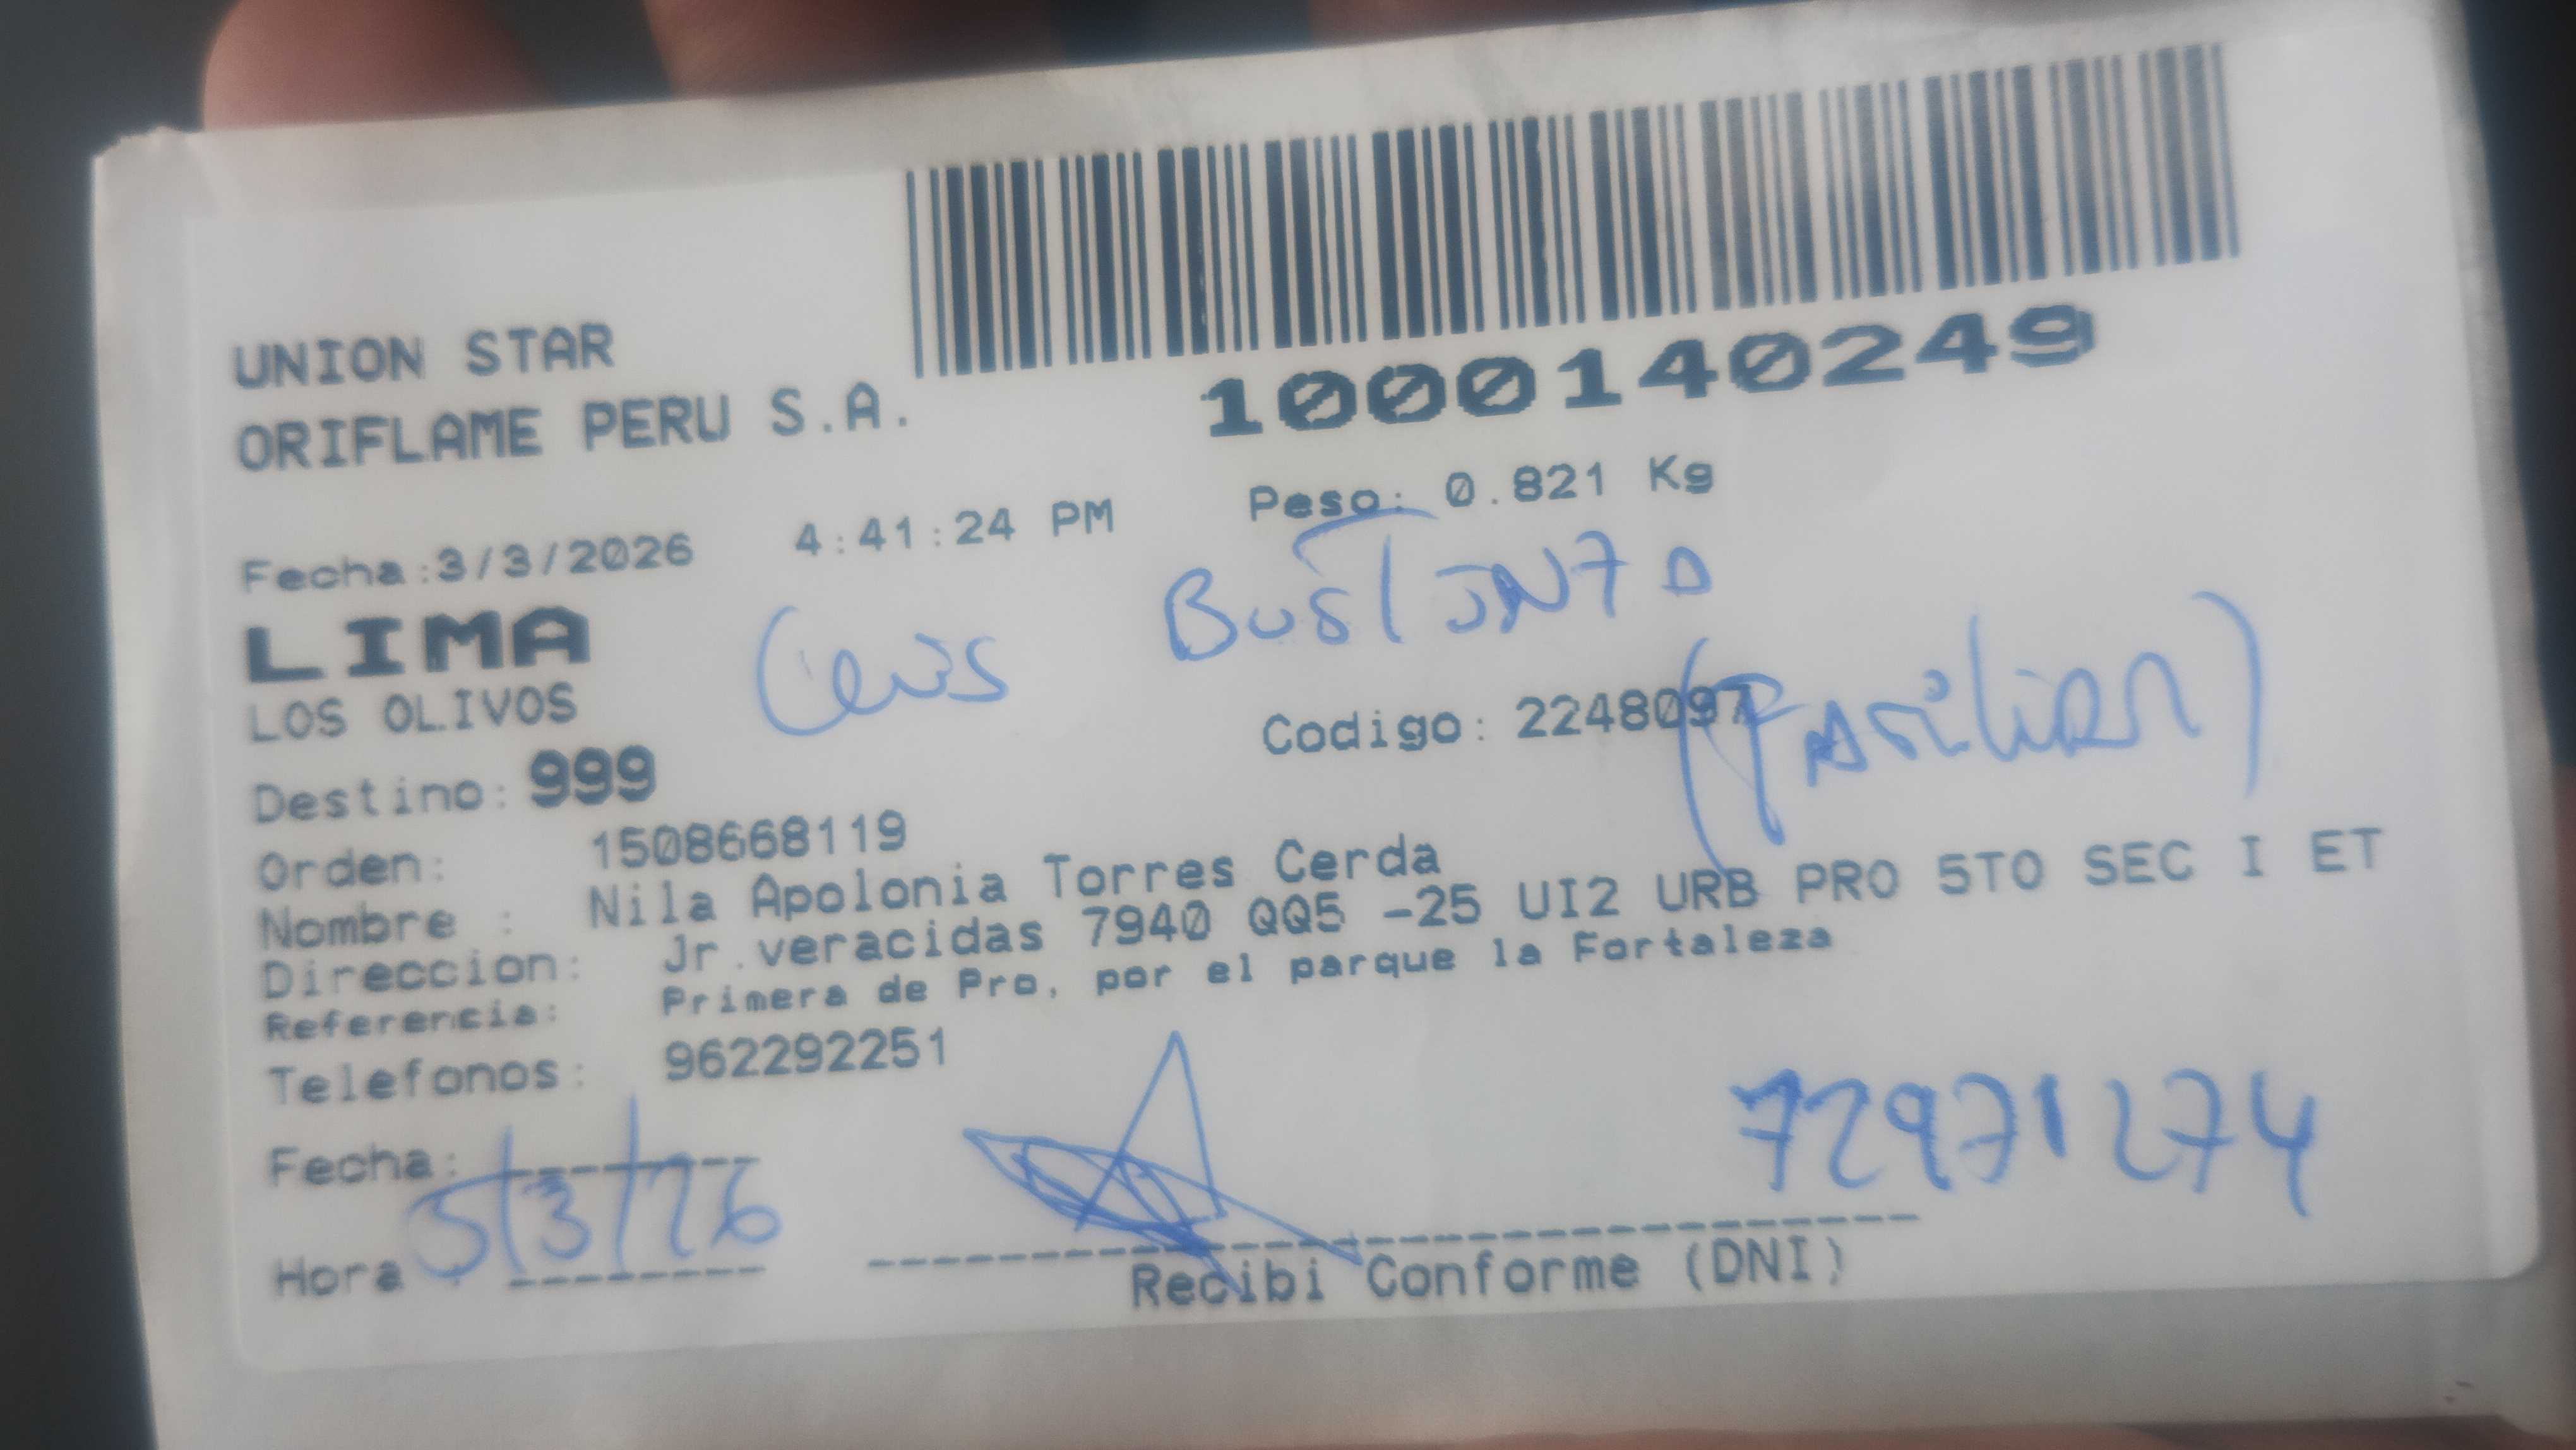 UNION STAR
ORIFLAME PERU S.A.
1000140249
Fecha:3/3/2026 4:41:24 PM Peso: 0.821 Kg
LIMA
Luis BUSTINTA
LOS OLIVOS
Codigo: 2248097 (FAmiliar)
Destino: 999
Orden: 1508668119
Nombre : Nila Apolonia Torres Cerda
Direccion: Jr.veracidas 7940 QQ5 -25 UI2 URB PRO 5TO SEC I ET
Referencia: Primera de Pro, por el parque la Fortaleza
Telefonos: 962292251
Fecha: 5/3/26
72971274
Hora :
Recibi Conforme (DNI)